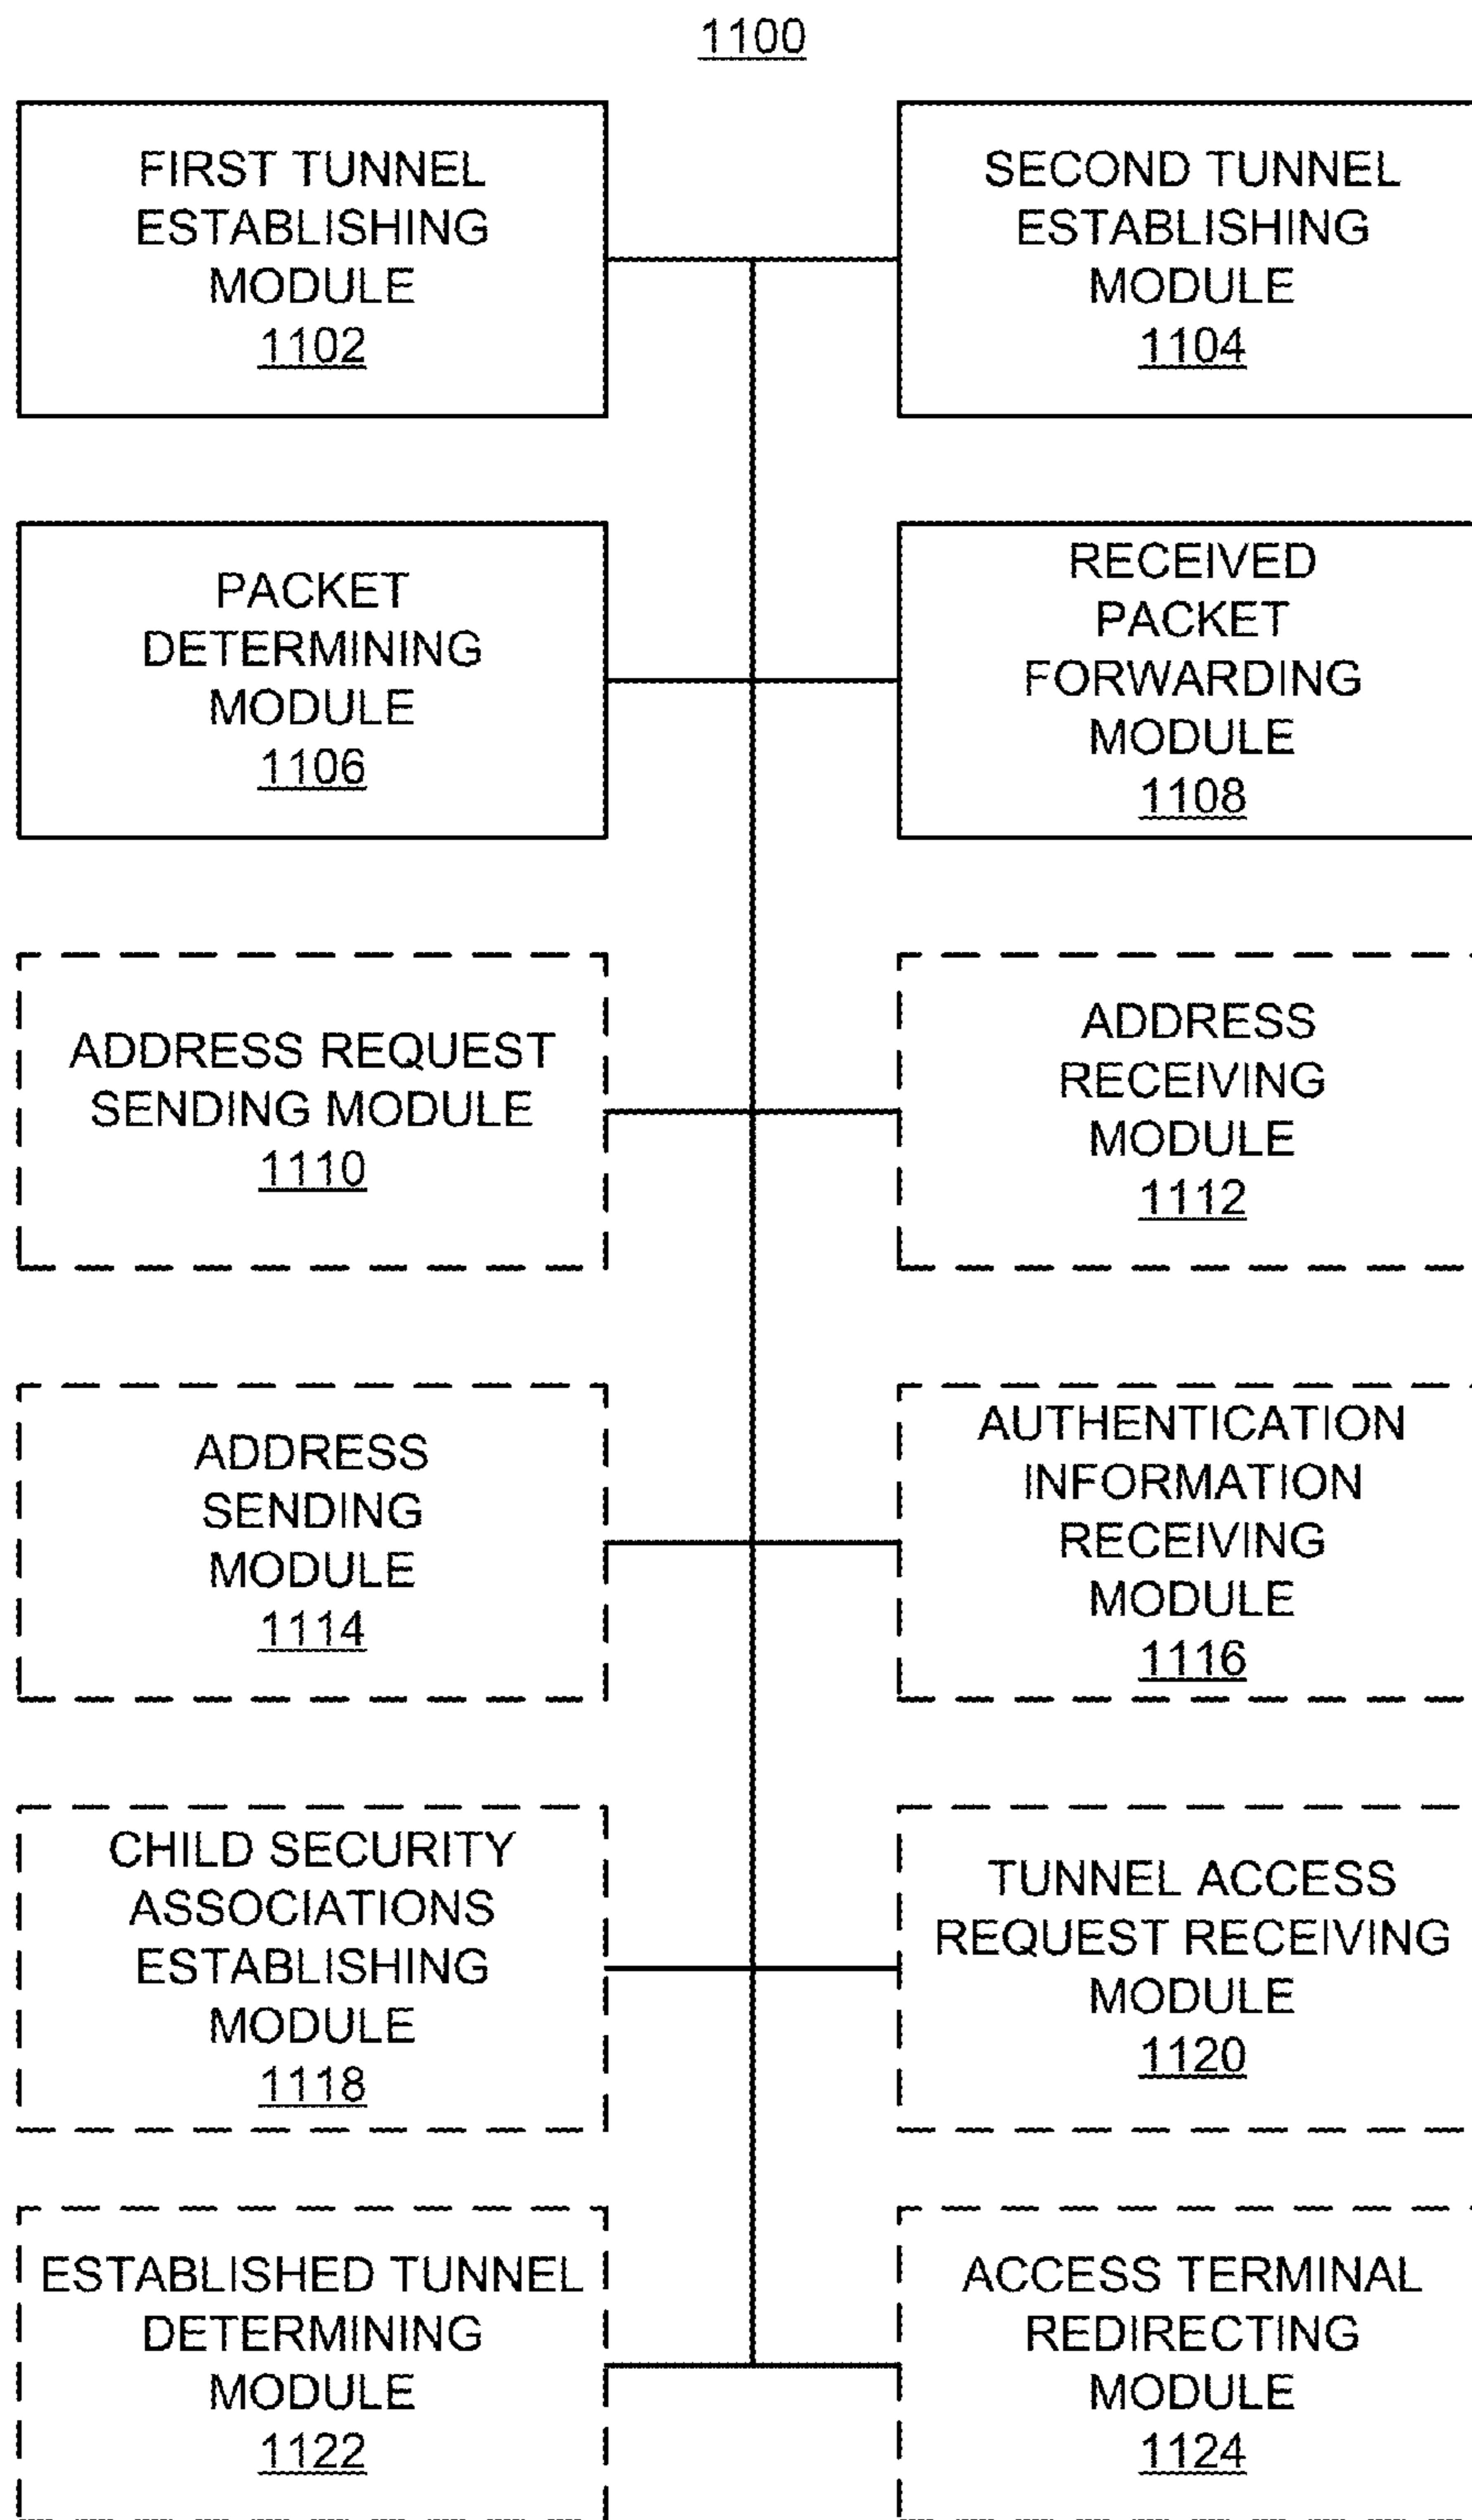 1100
FIRST TUNNEL
ESTABLISHING
MODULE
1102
SECOND TUNNEL
ESTABLISHING
MODULE
1104
PACKET
DETERMINING
MODULE
1106
RECEIVED
PACKET
FORWARDING
MODULE
1108
ADDRESS REQUEST
SENDING MODULE
1110
ADDRESS
RECEIVING
MODULE
1112
ADDRESS
SENDING
MODULE
1114
AUTHENTICATION
INFORMATION
RECEIVING
MODULE
1116
CHILD SECURITY
ASSOCIATIONS
ESTABLISHING
MODULE
1118
TUNNEL ACCESS
REQUEST RECEIVING
MODULE
1120
ESTABLISHED TUNNEL
DETERMINING
MODULE
1122
ACCESS TERMINAL
REDIRECTING
MODULE
1124